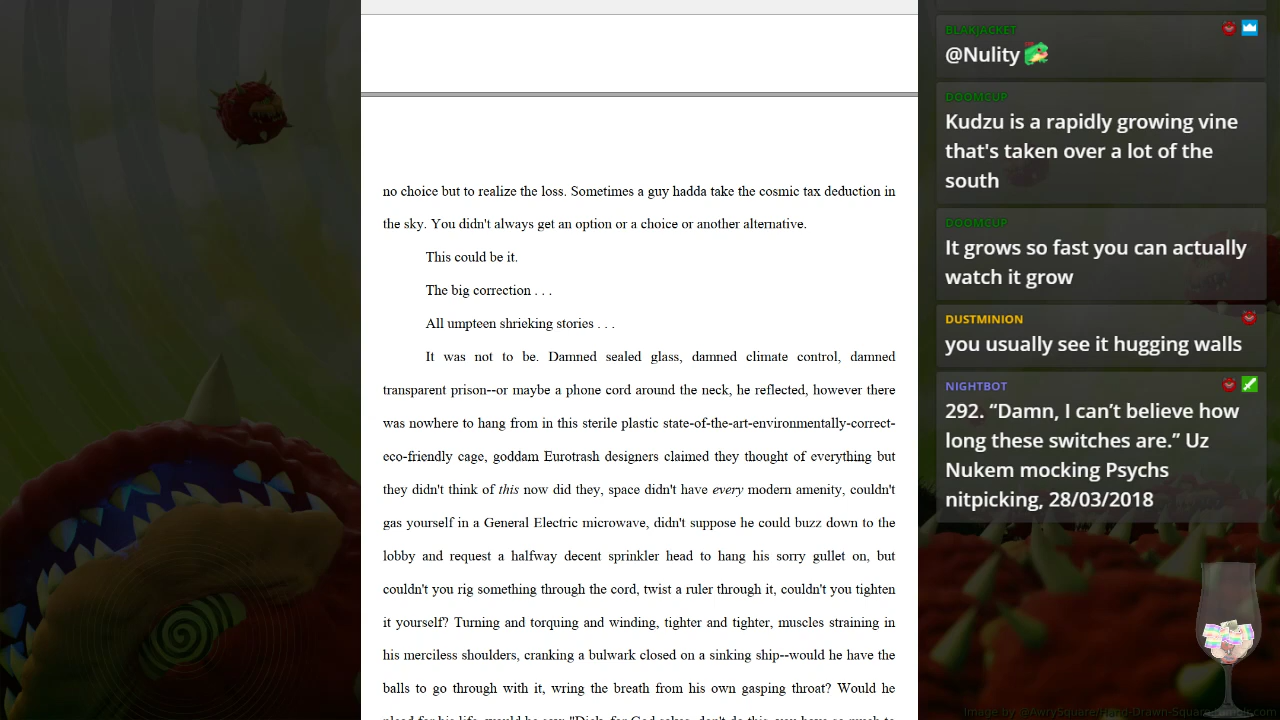 no choice but to realize the loss. Sometimes a guy hadda take the cosmic tax deduction in
the sky. You didn't always get an option or a choice or another alternative.
This could be it.
The big correction . . .
All umpteen shrieking stories . . .
It was not to be. Damned sealed glass, damned climate control, damned
transparent prison--or maybe a phone cord around the neck, he reflected, however there
was nowhere to hang from in this sterile plastic state-of-the-art-environmentally-correct-
eco-friendly cage, goddam Eurotrash designers claimed they thought of everything but
they didn't think of this now did they, space didn't have every modern amenity, couldn't
gas yourself in a General Electric microwave, didn't suppose he could buzz down to the
lobby and request a halfway decent sprinkler head to hang his sorry gullet on, but
couldn't you rig something through the cord, twist a ruler through it, couldn't you tighten
it yourself? Turning and torquing and winding, tighter and tighter, muscles straining in
his merciless shoulders, cranking a bulwark closed on a sinking ship--would he have the
balls to go through with it, wring the breath from his own gasping throat? Would he
BLAKJACKET
@Nulity
DOOMCUP
Kudzu is a rapidly growing vine
that's taken over a lot of the
south
DOOMCUP
It grows so fast you can actually
watch it grow
DUSTMINION
you usually see it hugging walls
NIGHTBOT
292. “Damn, I can’t believe how
long these switches are.” Uz
Nukem mocking Psychs
nitpicking, 28/03/2018
Image by: @AwrySquare/Hand-Drawn-Square.tumblr.com